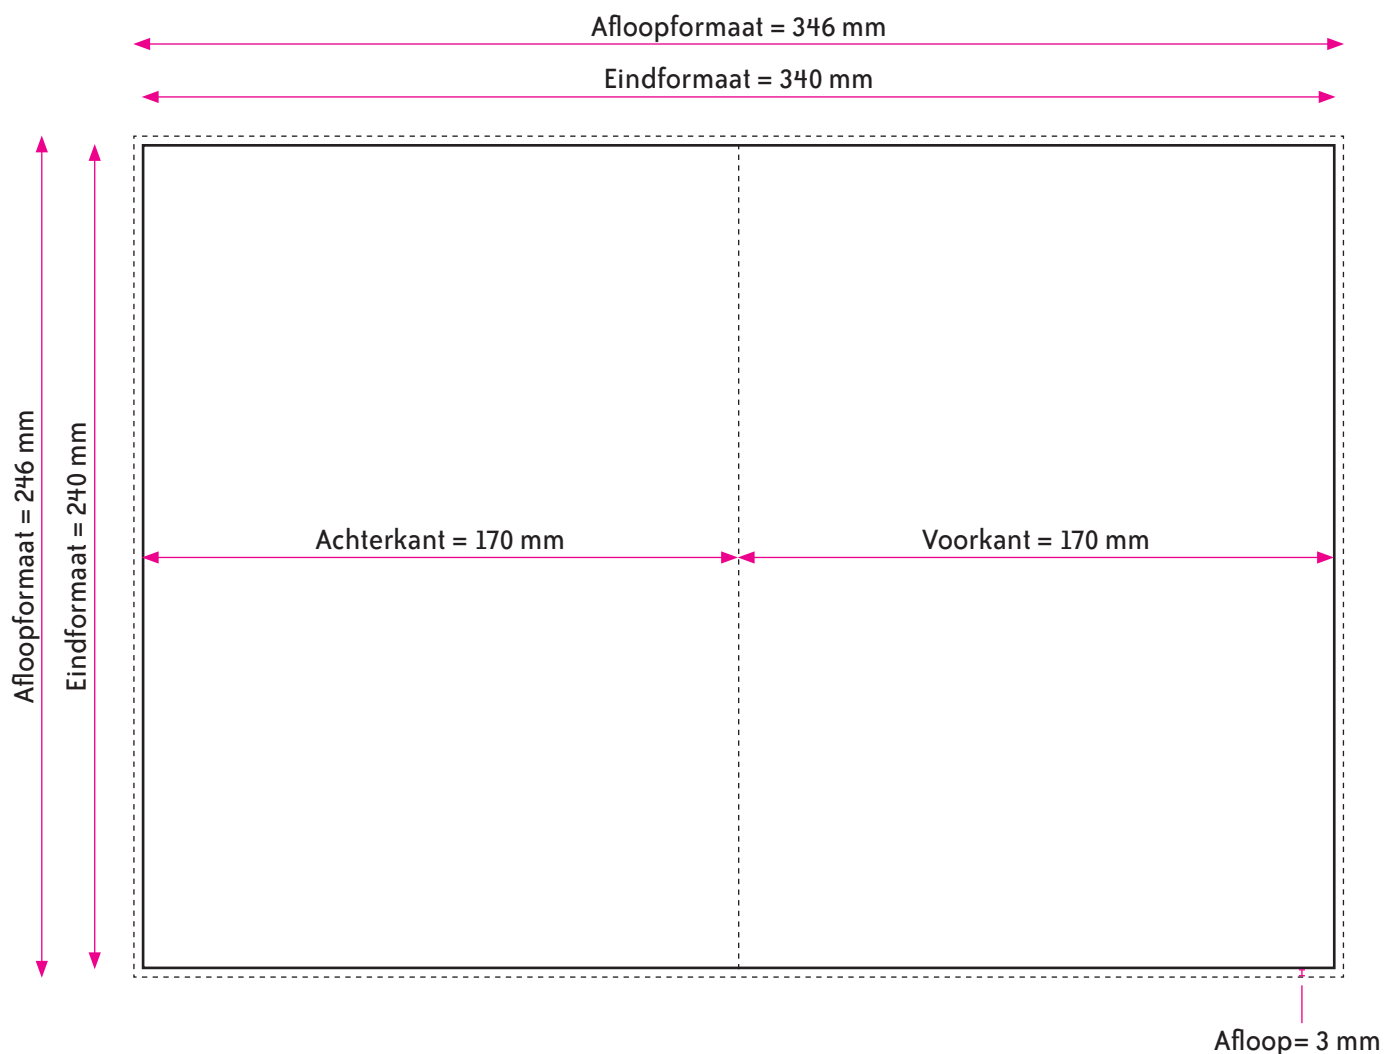 Afloopformaat = 346 mm
Eindformaat = 340 mm
Afloopformaat = 246 mm
Eindformaat = 240 mm
Achterkant = 170 mm
Voorkant = 170 mm
Afloop= 3 mm